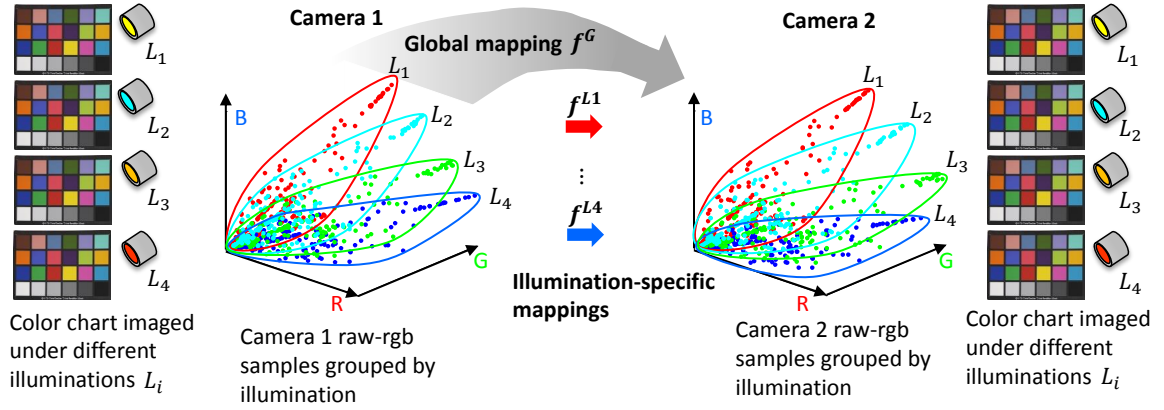 L₁
L₂
L₃
L₄
Color chart imaged
under different
illuminations Lᵢ
Camera 1
Global mapping f^G
Camera 2
B
L₁
L₂
L₃
L₄
G
R
Camera 1 raw-rgb
samples grouped by
illumination
f^{L1}
⋮
f^{L4}
Illumination-specific
mappings
B
L₁
L₂
L₃
L₄
G
R
Camera 2 raw-rgb
samples grouped by
illumination
L₁
L₂
L₃
L₄
Color chart imaged
under different
illuminations Lᵢ